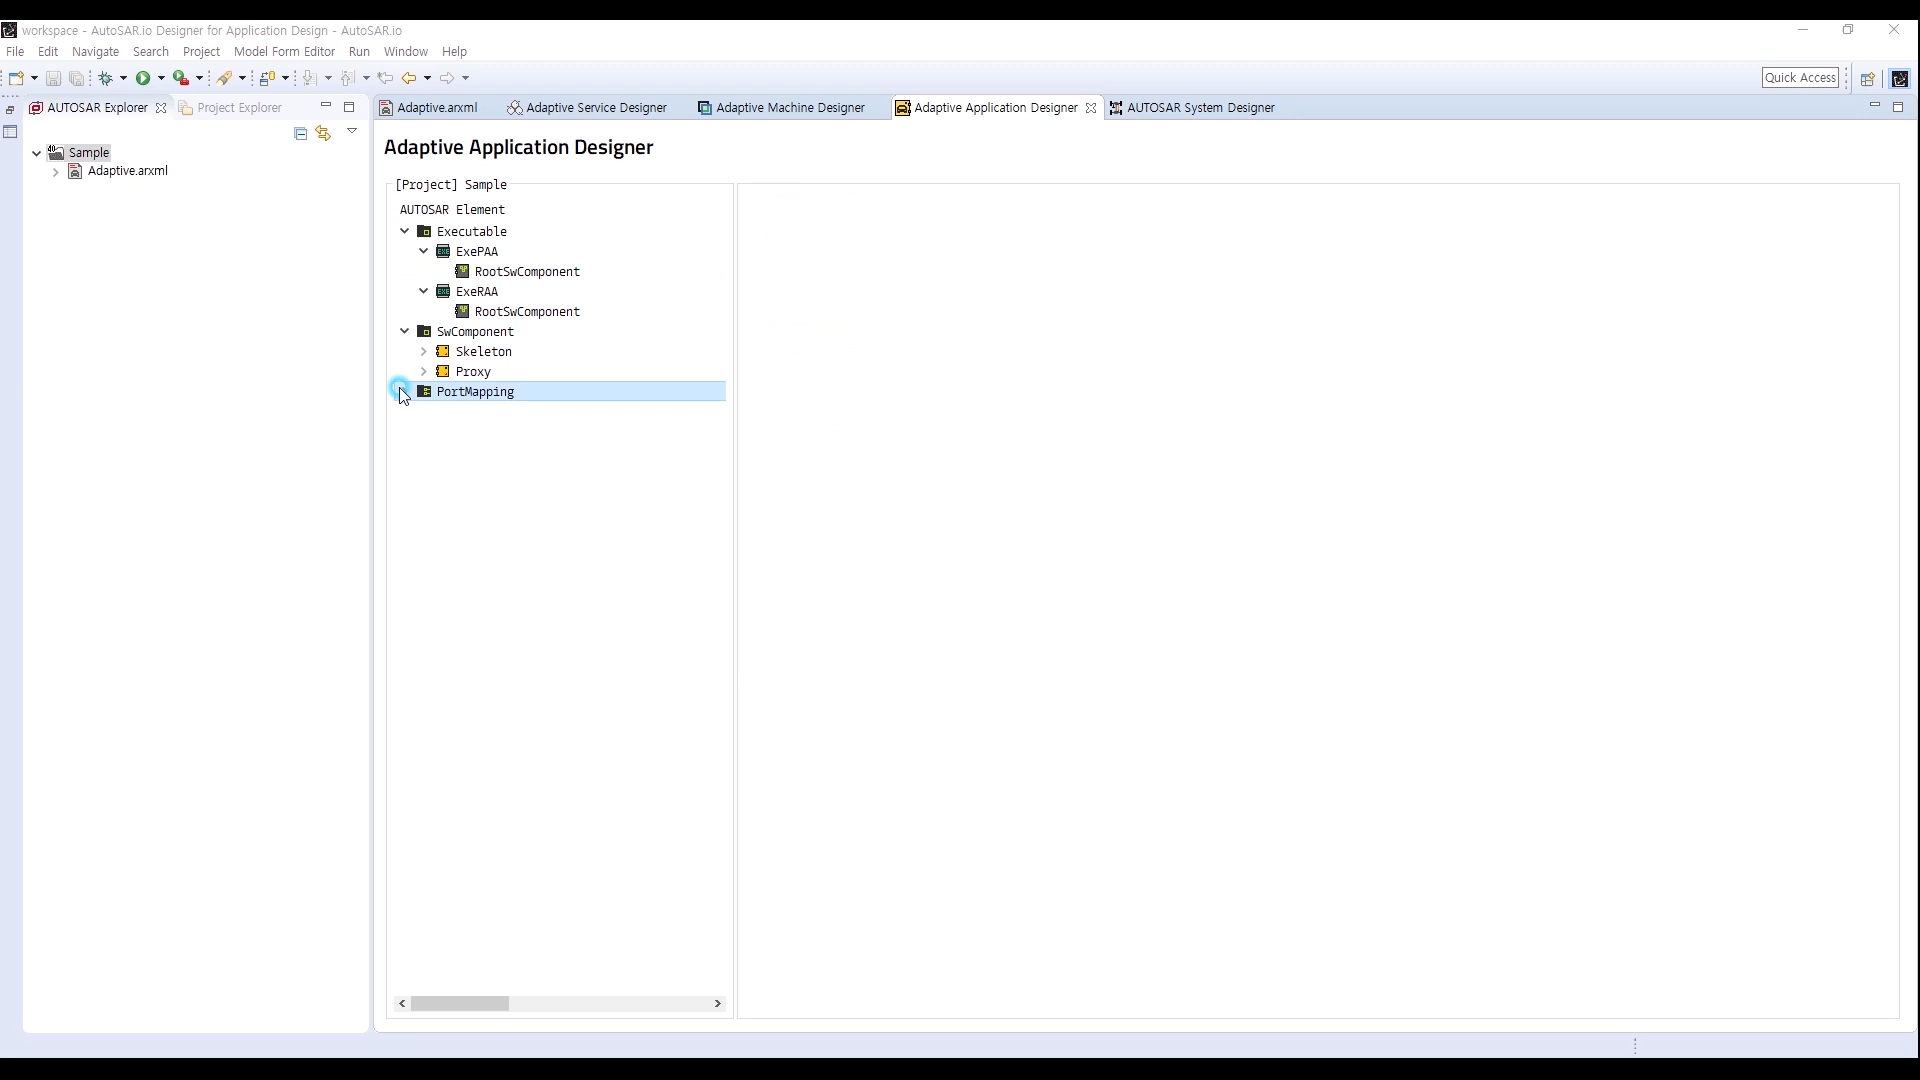 workspace - AutoSAR.io Designer for Application Design - AutoSAR.io
File Edit Navigate Search Project Model Form Editor Run Window Help
Quick Access
AUTOSAR Explorer Project Explorer
Adaptive.arxml Adaptive Service Designer Adaptive Machine Designer Adaptive Application Designer AUTOSAR System Designer
Sample
Adaptive.arxml
Adaptive Application Designer
[Project] Sample
AUTOSAR Element
Executable
ExePAA
RootSwComponent
ExeRAA
RootSwComponent
SwComponent
Skeleton
Proxy
PortMapping